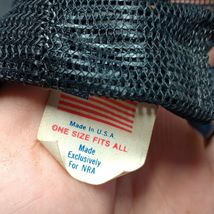 Made in U.S.A.
ONE SIZE FITS ALL
Made
Exclusively
For NRA